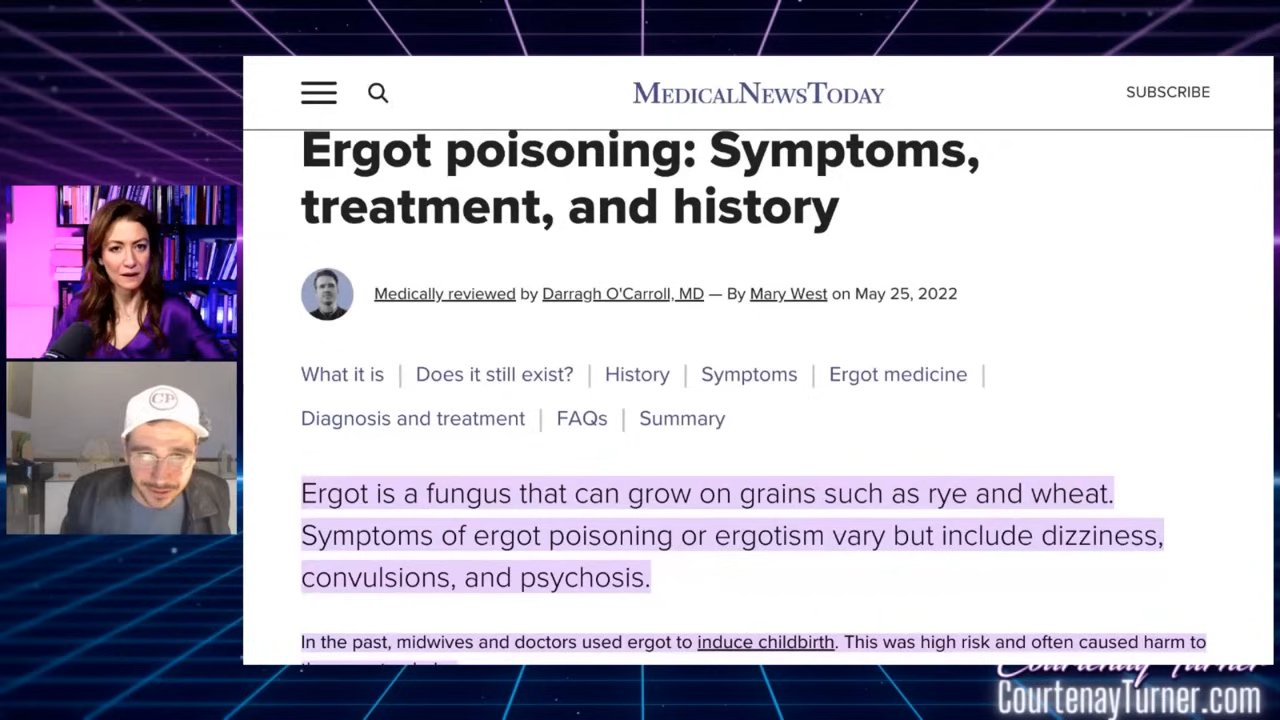 MEDICALNEWSTODAY
SUBSCRIBE
Ergot poisoning: Symptoms,
treatment, and history
Medically reviewed by Darragh O'Carroll, MD — By Mary West on May 25, 2022
What it is | Does it still exist? | History | Symptoms | Ergot medicine |
Diagnosis and treatment | FAQs | Summary
CP
Ergot is a fungus that can grow on grains such as rye and wheat.
Symptoms of ergot poisoning or ergotism vary but include dizziness,
convulsions, and psychosis.
In the past, midwives and doctors used ergot to induce childbirth. This was high risk and often caused harm to
Courtenay Turner
CourtenayTurner.com